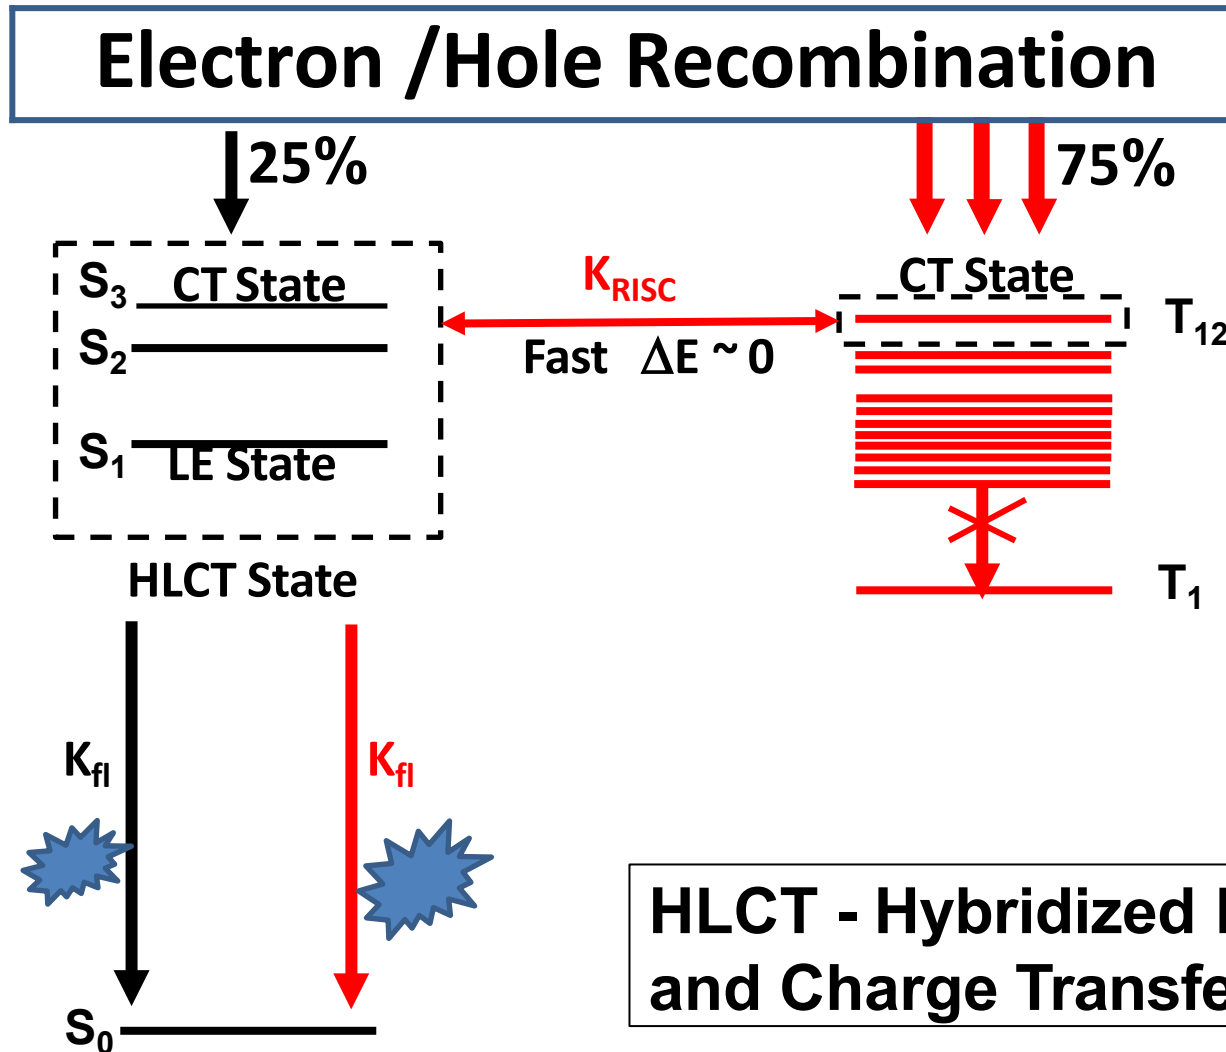 Electron /Hole Recombination
25%
75%
S3
CT State
KRISC
CT State
T12
S2
Fast ΔE ~ 0
S1
LE State
HLCT State
T1
Kfl
Kfl
HLCT - Hybridized
and Charge Transfe
S0